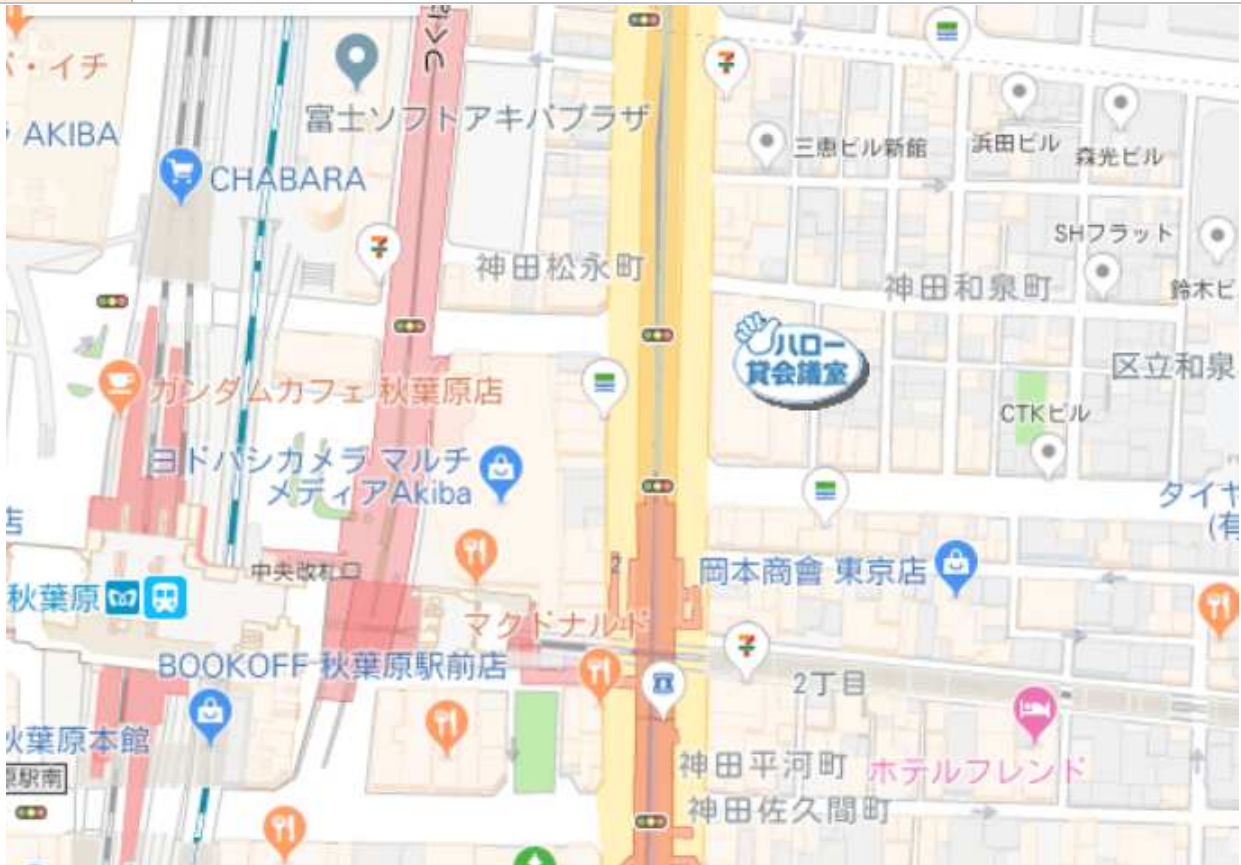 富士ソフトアキバプラザ
AKIBA
CHABARA
三恵ビル新館
浜田ビル
森光ビル
SHフラット
神田松永町
神田和泉町
ハロー
貸会議室
区立和泉
ガンダムカフェ 秋葉原店
CTKビル
ヨドバシカメラ マルチ
メディアAkiba
タイヤ
(有
店
中央改札口
2
岡本商會 東京店
秋葉原
マクドナルド
BOOKOFF 秋葉原駅前店
2丁目
秋葉原本館
原駅南
神田平河町
ホテルフレンド
神田佐久間町